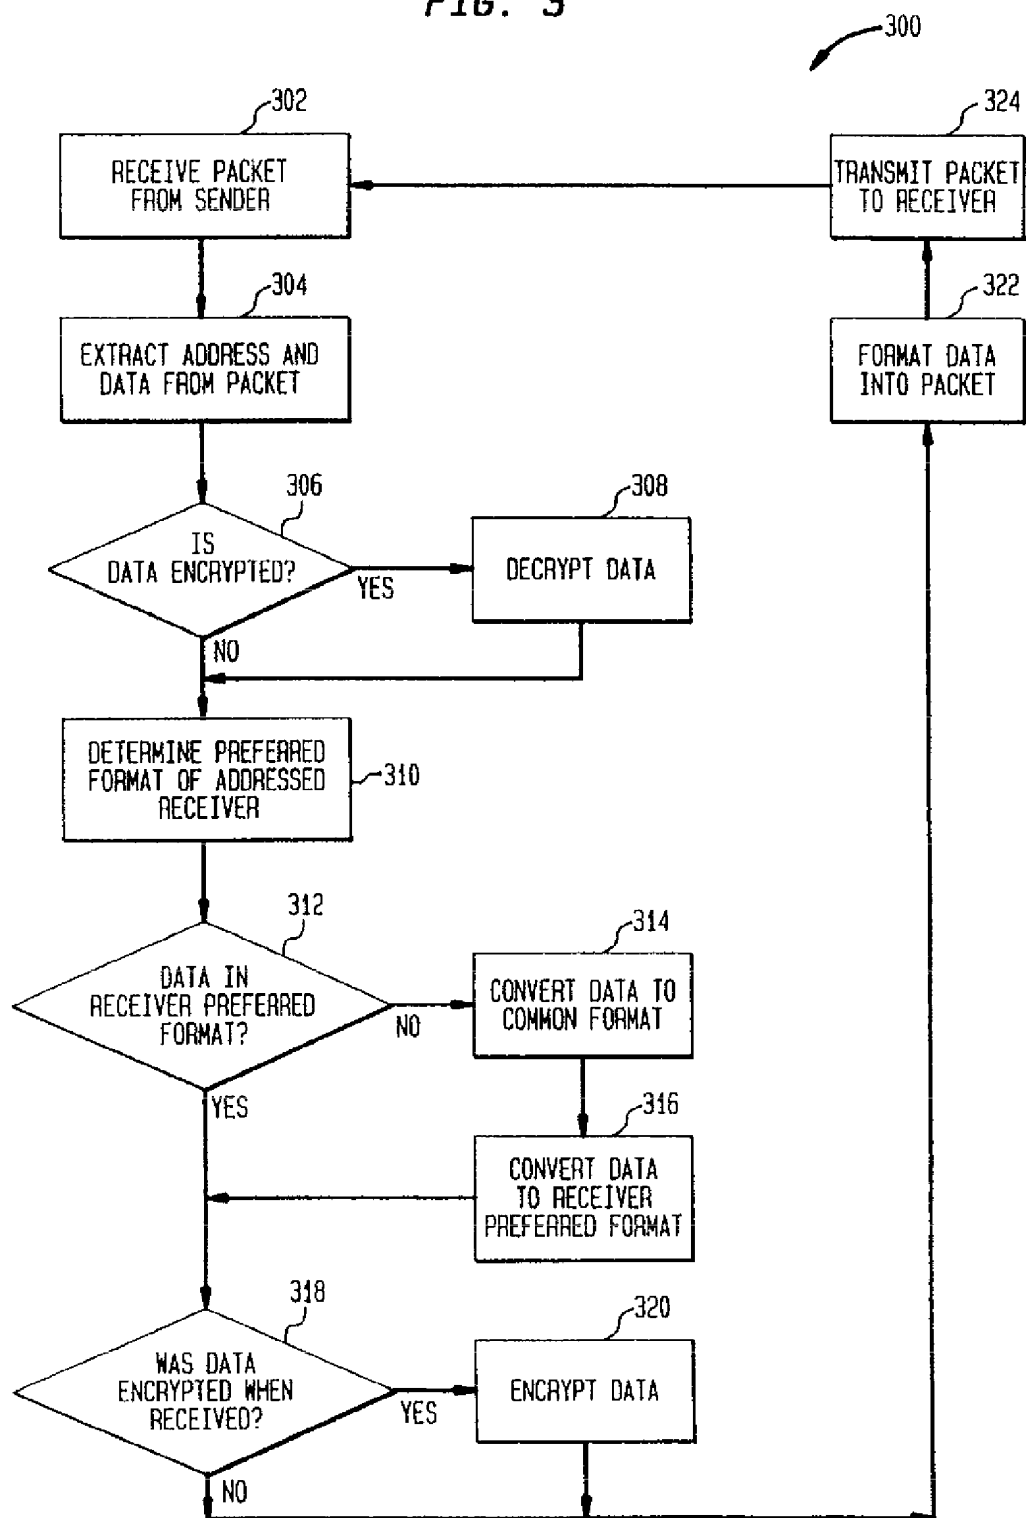 FIG. 3
300
302
RECEIVE PACKET
FROM SENDER
324
TRANSMIT PACKET
TO RECEIVER
304
EXTRACT ADDRESS AND
DATA FROM PACKET
322
FORMAT DATA
INTO PACKET
306
IS
DATA ENCRYPTED?
YES
NO
308
DECRYPT DATA
DETERMINE PREFERRED
FORMAT OF ADDRESSED
RECEIVER
310
312
DATA IN
RECEIVER PREFERRED
FORMAT?
NO
YES
314
CONVERT DATA TO
COMMON FORMAT
316
CONVERT DATA
TO RECEIVER
PREFERRED FORMAT
318
WAS DATA
ENCRYPTED WHEN
RECEIVED?
YES
NO
320
ENCRYPT DATA